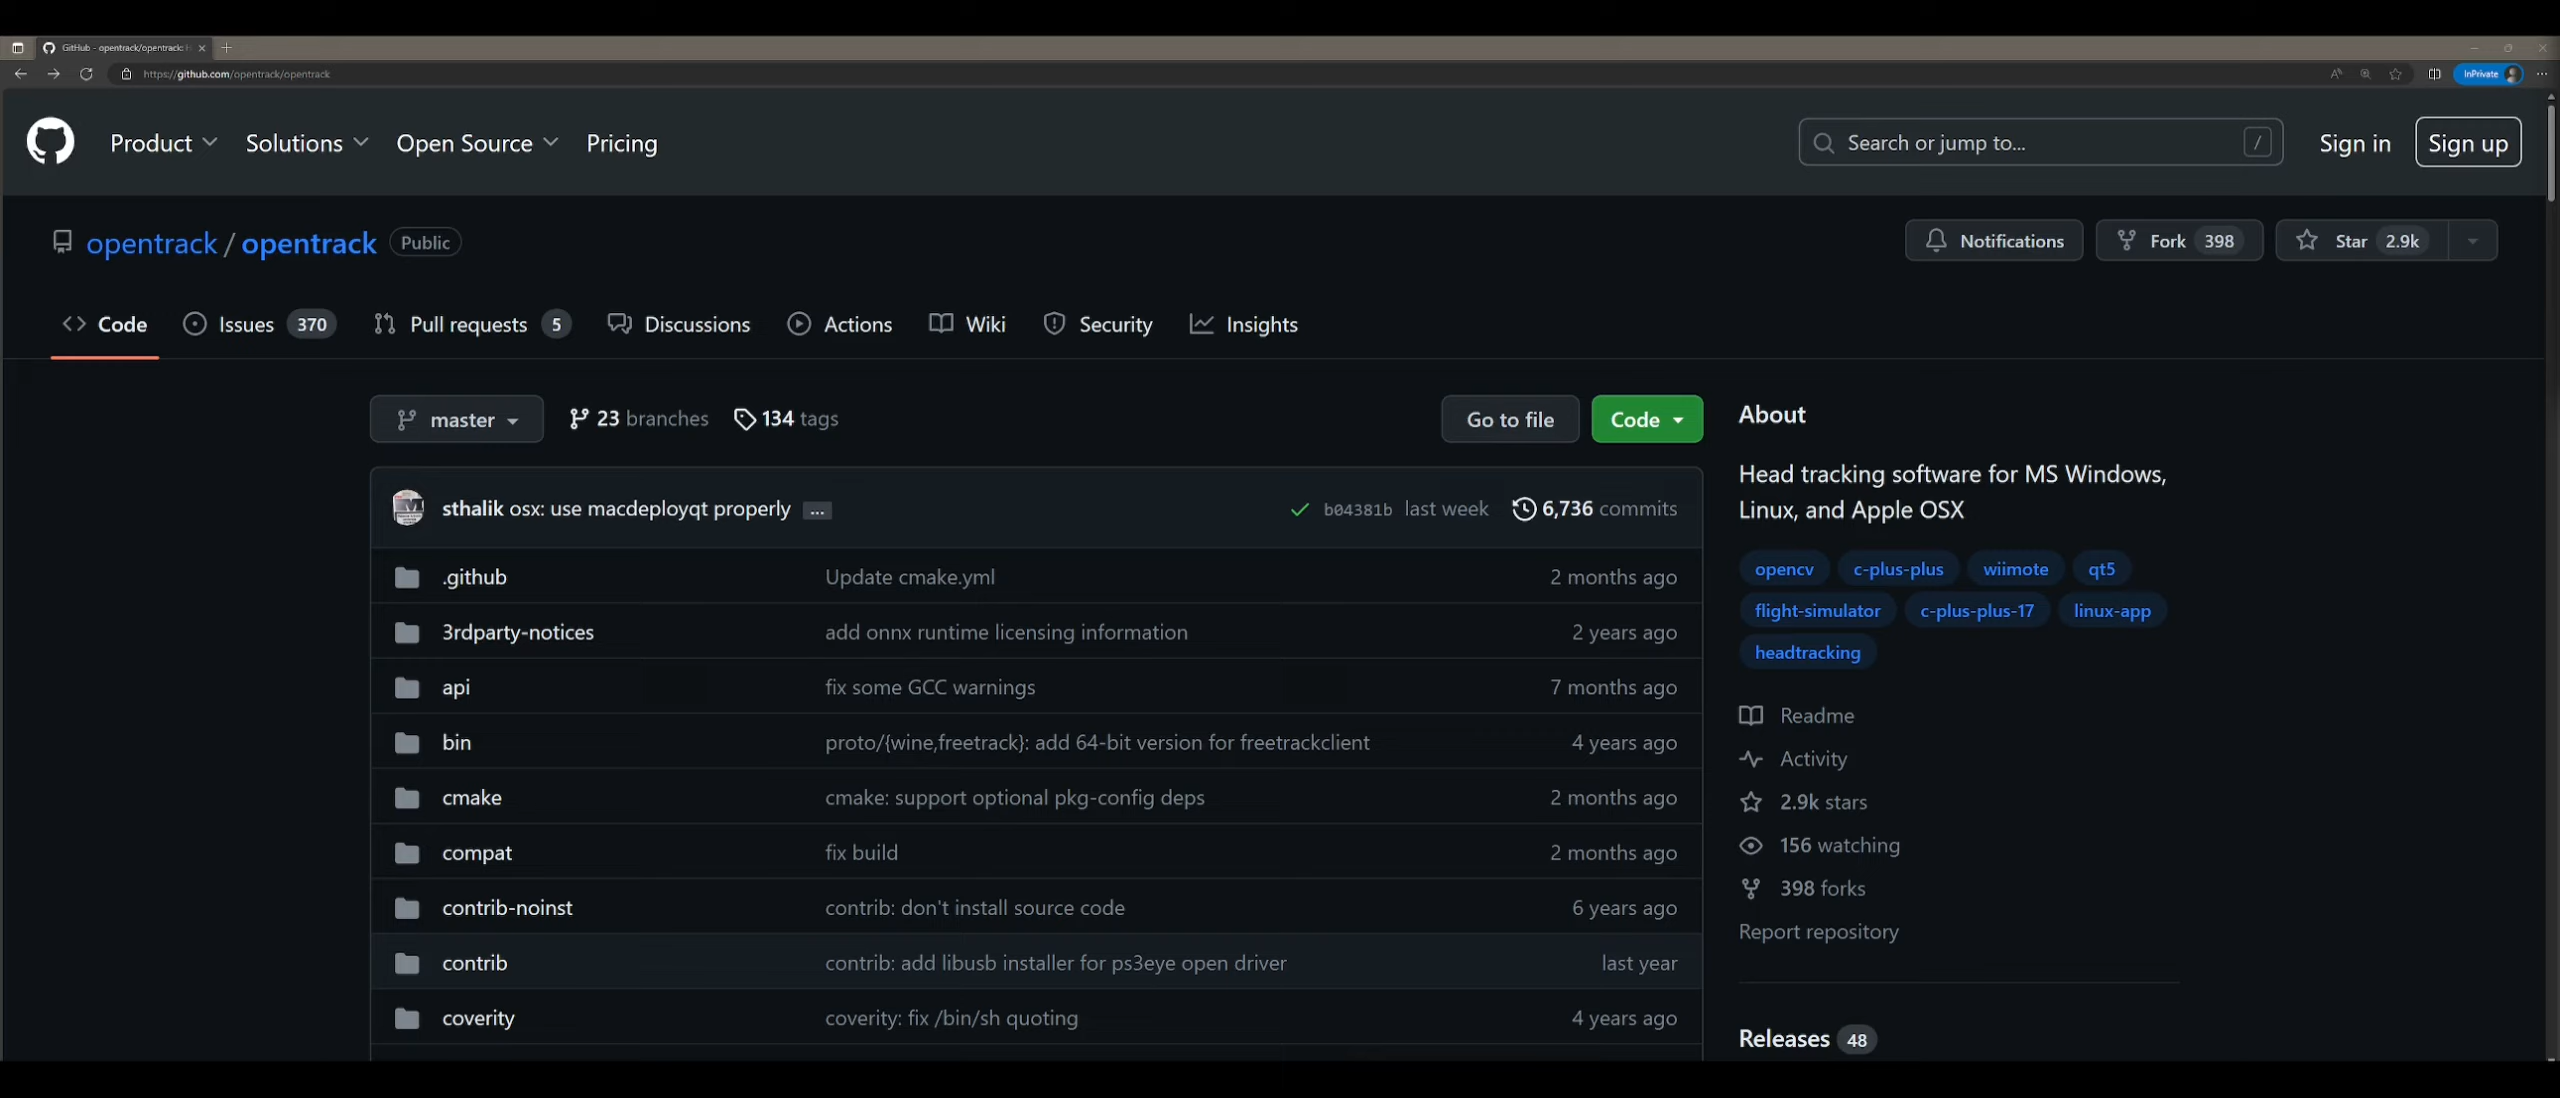 GitHub - opentrack/opentrack: H
https://github.com/opentrack/opentrack
InPrivate
Product
Solutions
Open Source
Pricing
Search or jump to...
/
Sign in
Sign up
opentrack / opentrack
Public
Notifications
Fork 398
Star 2.9k
Code
Issues 370
Pull requests 5
Discussions
Actions
Wiki
Security
Insights
master
23 branches
134 tags
Go to file
Code
sthalik osx: use macdeployqt properly ...
b04381b last week
6,736 commits
.github Update cmake.yml 2 months ago
3rdparty-notices add onnx runtime licensing information 2 years ago
api fix some GCC warnings 7 months ago
bin proto/{wine,freetrack}: add 64-bit version for freetrackclient 4 years ago
cmake cmake: support optional pkg-config deps 2 months ago
compat fix build 2 months ago
contrib-noinst contrib: don't install source code 6 years ago
contrib contrib: add libusb installer for ps3eye open driver last year
coverity coverity: fix /bin/sh quoting 4 years ago
About
Head tracking software for MS Windows,
Linux, and Apple OSX
opencv c-plus-plus wiimote qt5
flight-simulator c-plus-plus-17 linux-app
headtracking
Readme
Activity
2.9k stars
156 watching
398 forks
Report repository
Releases 48